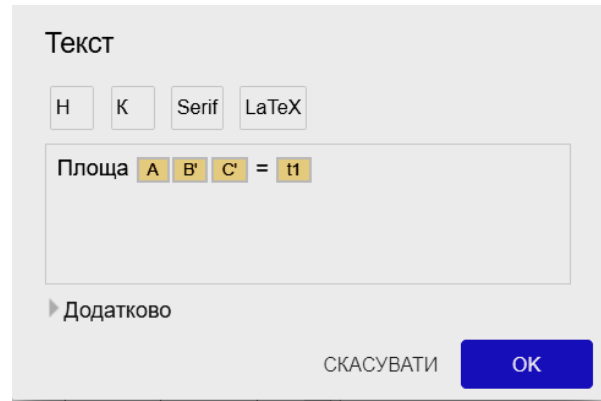 Текст
Н К Serif LaTeX
Площа A B' C' = t1
Додатково
СКАСУВАТИ OK